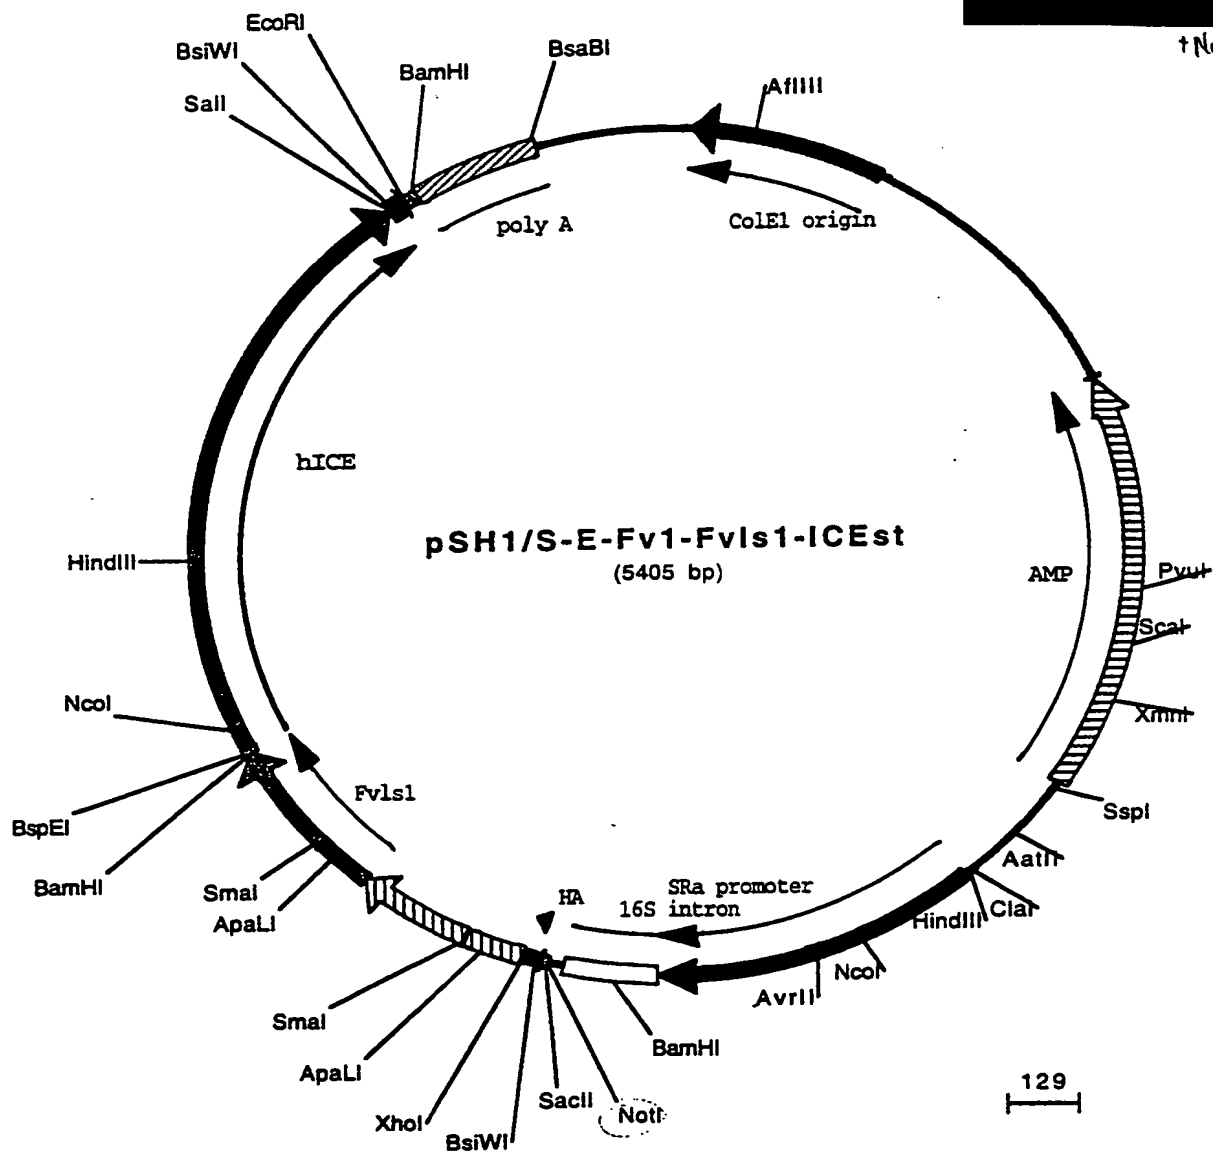 EcoRI
BsiWI
SalI
BamHI
BsaBI
AflIII
poly A
ColE1 origin
hICE
pSH1/S-E-Fv1-Fvls1-ICEst
(5405 bp)
HindIII
AMP
PvuI
ScaI
XmnI
NcoI
Fvls1
BspEI
BamHI
SmaI
ApaLI
SspI
AatII
ClaI
HindIII
NcoI
AvrII
SRa promoter
16S intron
HA
BamHI
SmaI
ApaLI
XhoI
BsiWI
SacII
NotI
129